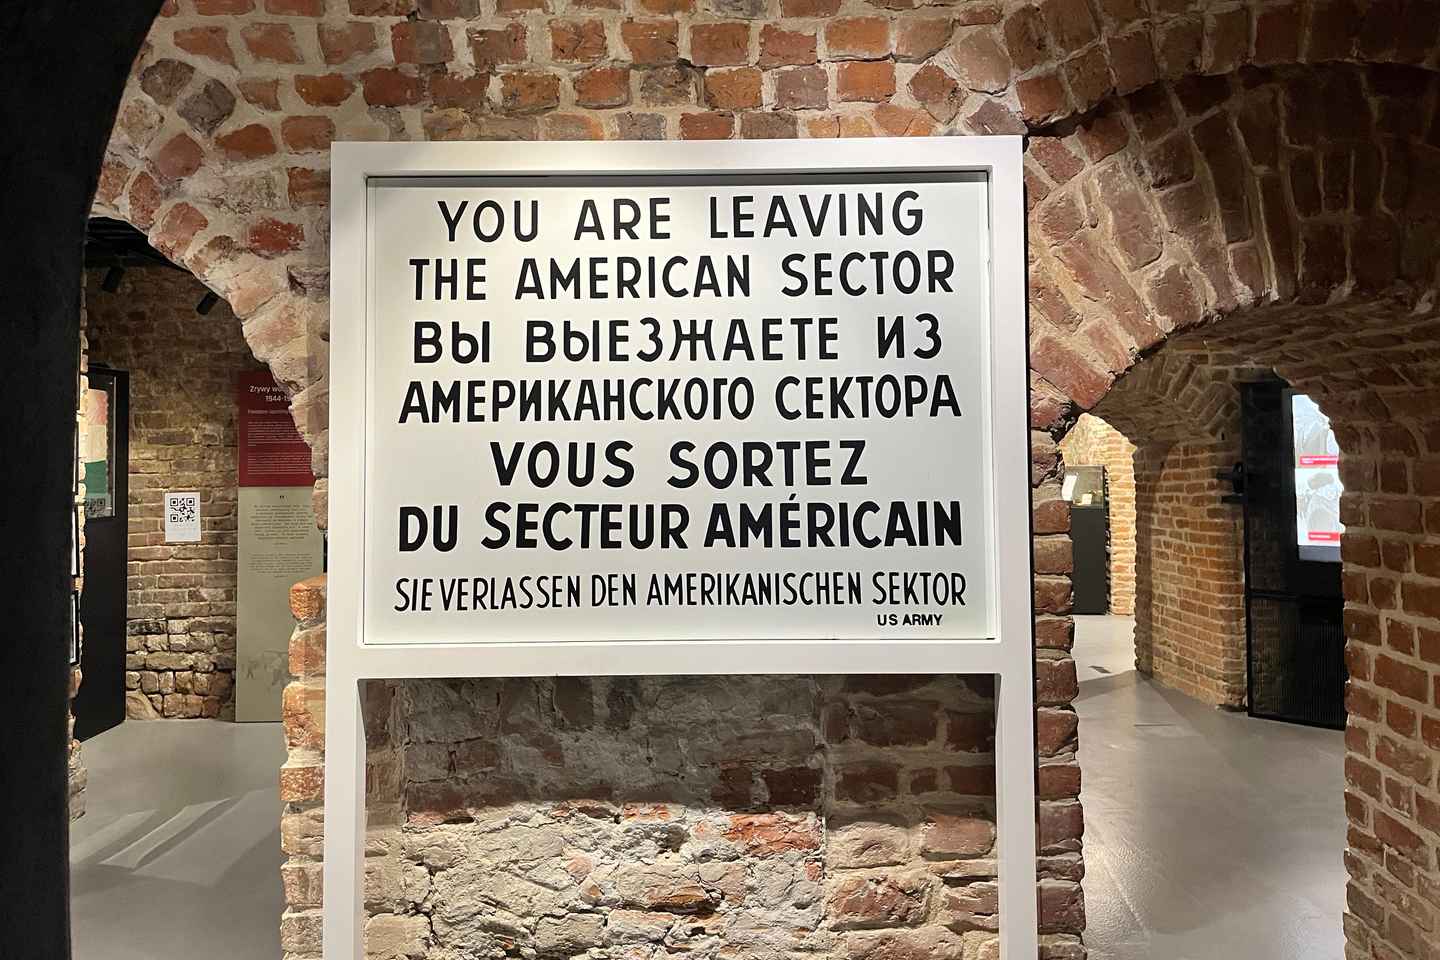 YOU ARE LEAVING
THE AMERICAN SECTOR
ВЫ ВЫЕЗЖАЕТЕ ИЗ
АМЕРИКАНСКОГО СЕКТОРА
VOUS SORTEZ
DU SECTEUR AMÉRICAIN
SIE VERLASSEN DEN AMERIKANISCHEN SEKTOR
US ARMY
Zrywy